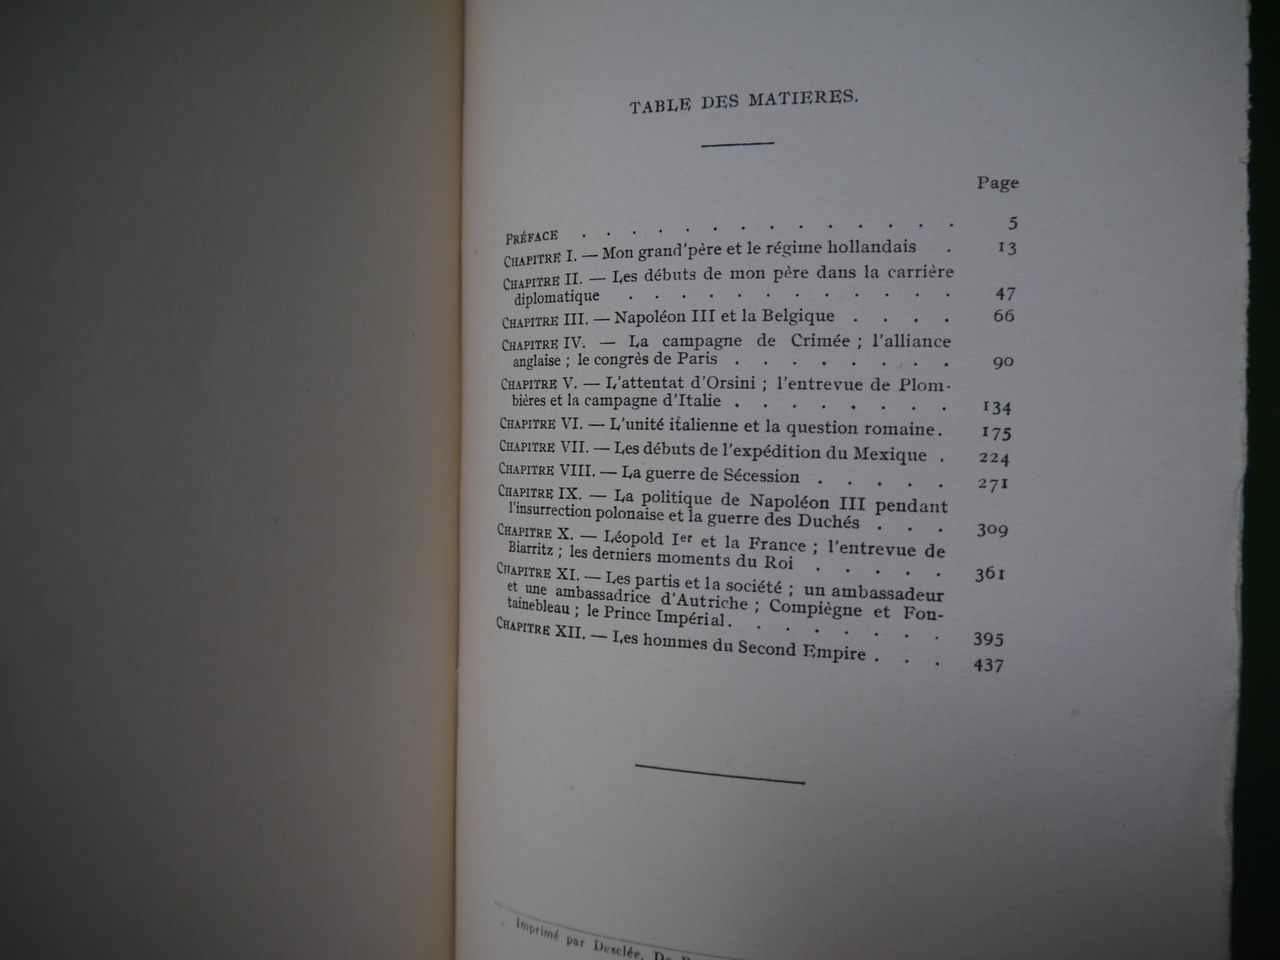 TABLE DES MATIERES.
Page
PRÉFACE . . . . . . . . . . . . . . . 5
CHAPITRE I. — Mon grand'père et le régime hollandais . 13
CHAPITRE II. — Les débuts de mon père dans la carrière
diplomatique . . . . . . . . . . . . 47
CHAPITRE III. — Napoléon III et la Belgique . . . . 66
CHAPITRE IV. — La campagne de Crimée ; l'alliance
anglaise ; le congrès de Paris . . . . . . . . 90
CHAPITRE V. — L'attentat d'Orsini ; l'entrevue de Plom-
bières et la campagne d'Italie . . . . . . . . 134
CHAPITRE VI. — L'unité italienne et la question romaine. 175
CHAPITRE VII. — Les débuts de l'expédition du Mexique . 224
CHAPITRE VIII. — La guerre de Sécession . . . . . 271
CHAPITRE IX. — La politique de Napoléon III pendant
l'insurrection polonaise et la guerre des Duchés . . . 309
CHAPITRE X. — Léopold Ier et la France ; l'entrevue de
Biarritz ; les derniers moments du Roi . . . . . 361
CHAPITRE XI. — Les partis et la société ; un ambassadeur
et une ambassadrice d'Autriche ; Compiègne et Fon-
tainebleau ; le Prince Impérial. . . . . . . . 395
CHAPITRE XII. — Les hommes du Second Empire . . . 437
Imprimé par Desclée, De